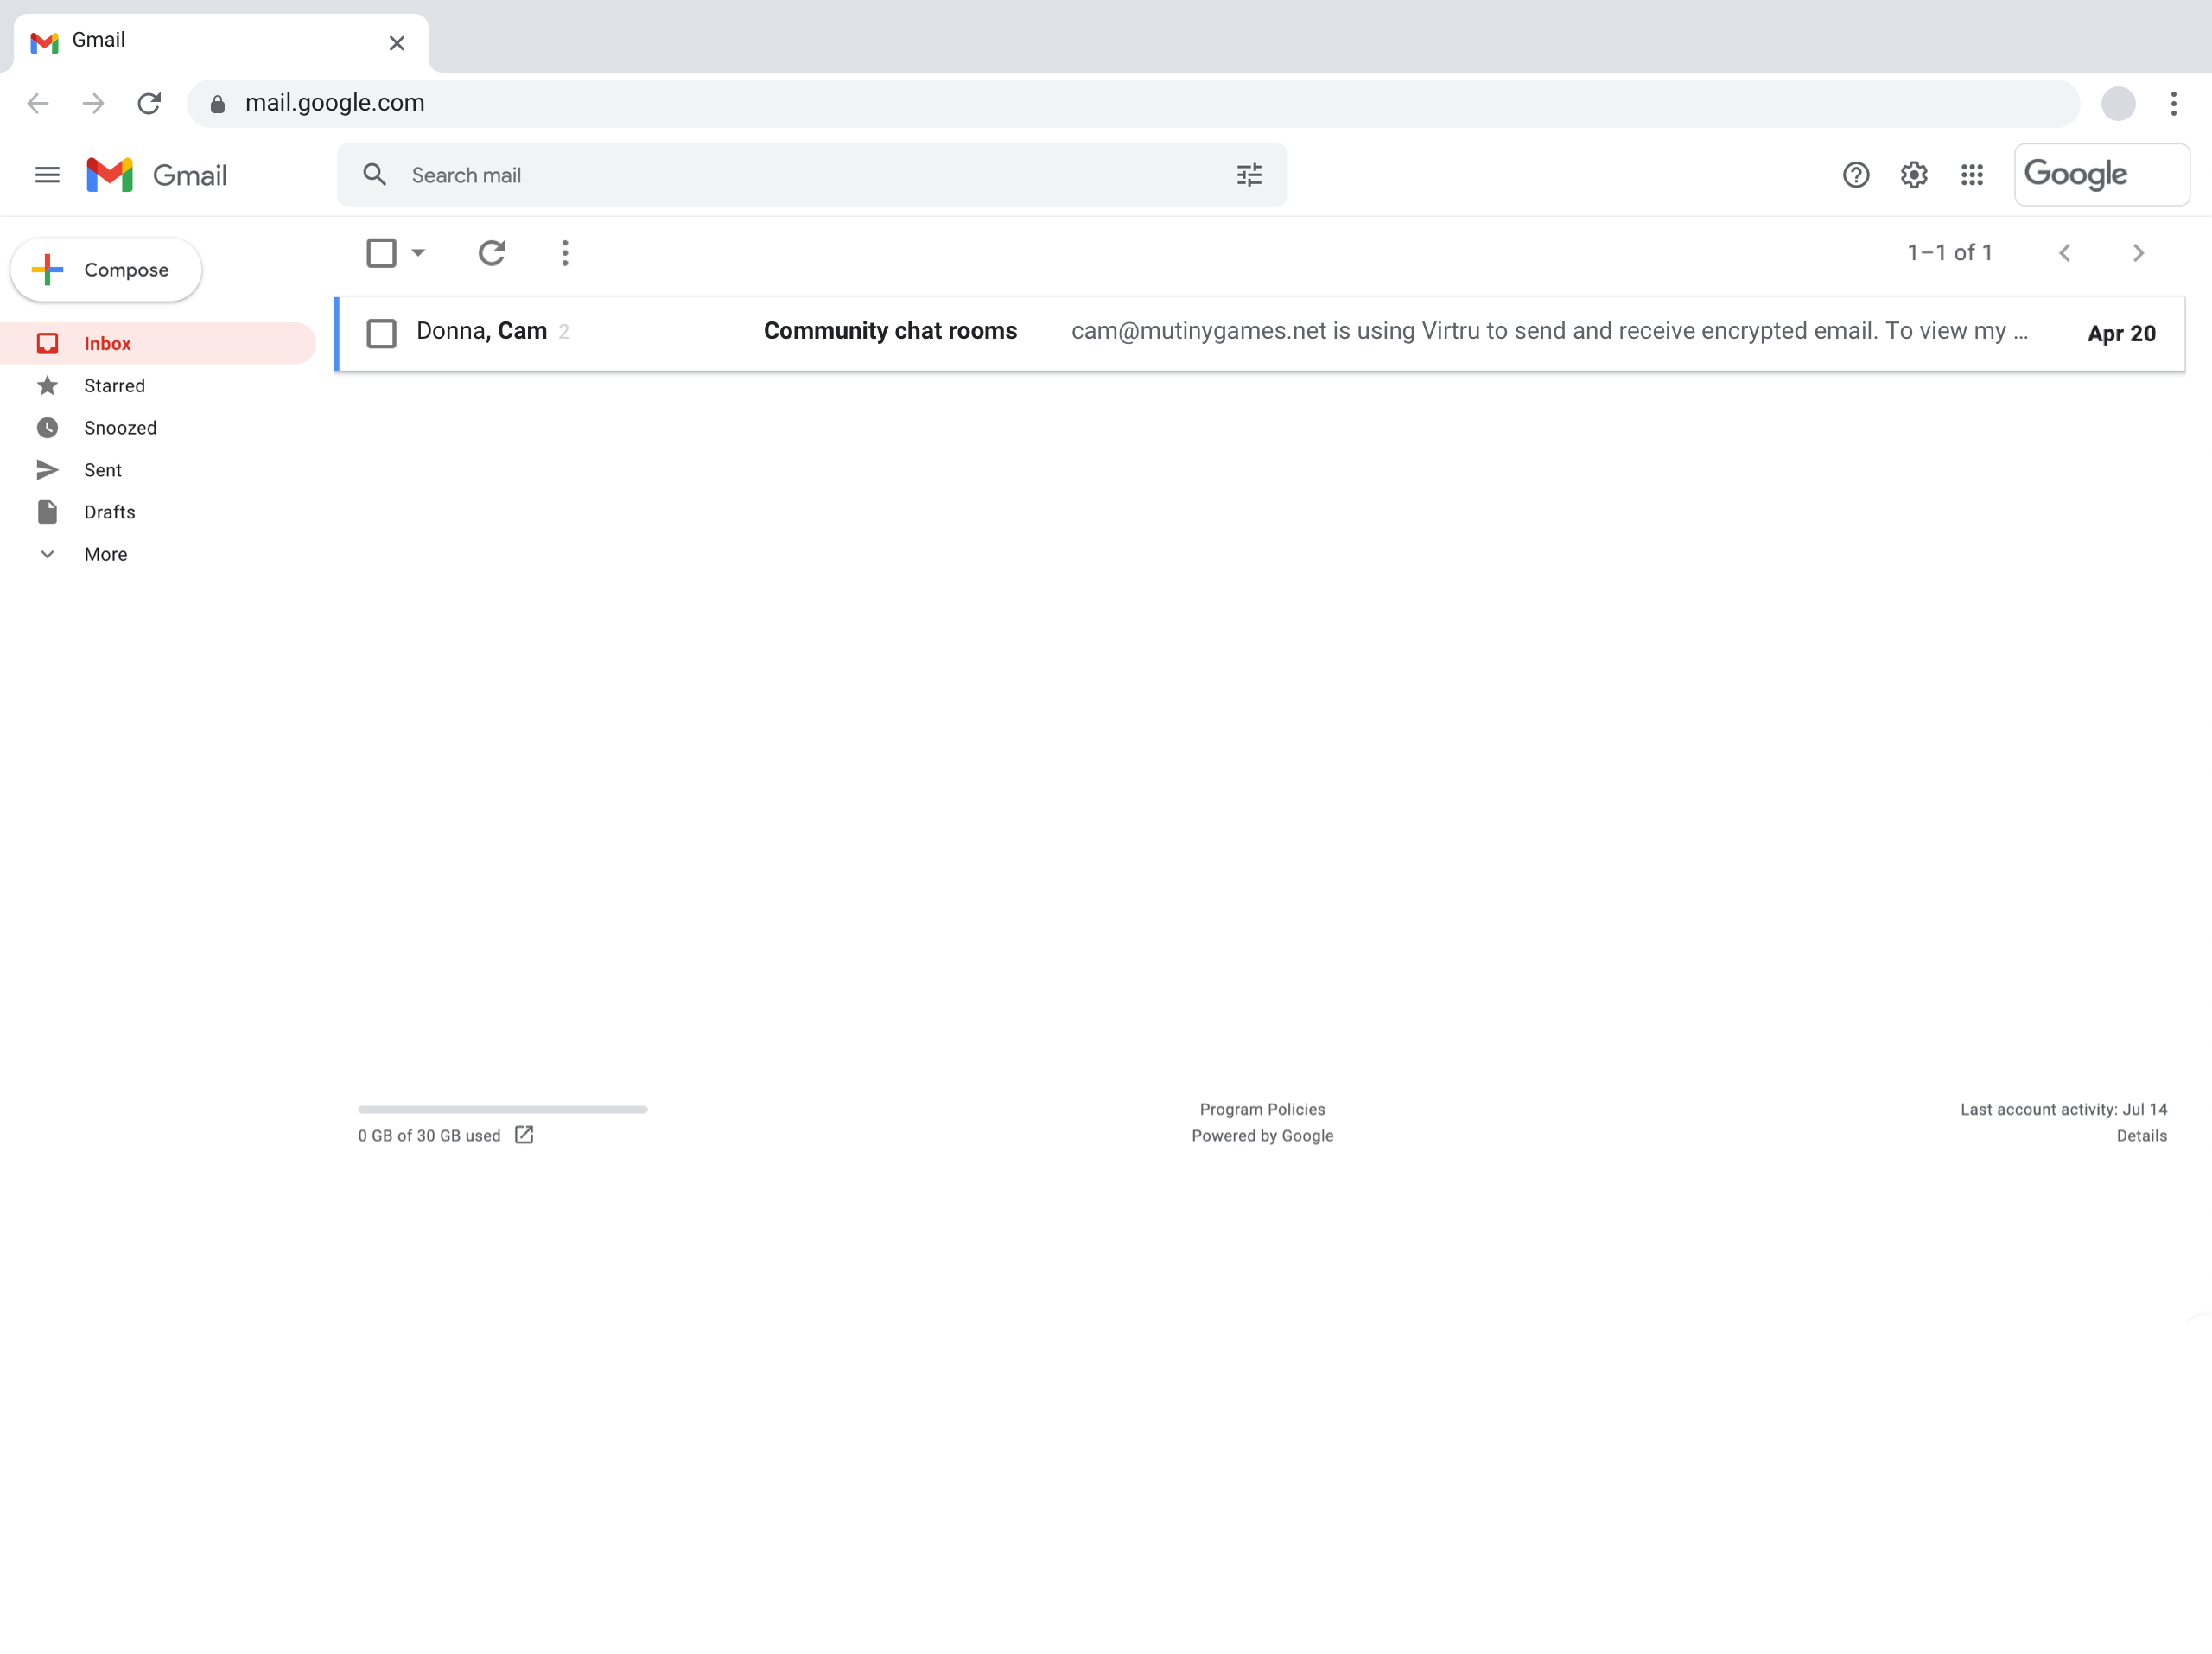 Gmail
mail.google.com
Gmail
Search mail
Google
Compose
1–1 of 1
Inbox
Donna, Cam 2 Community chat rooms cam@mutinygames.net is using Virtru to send and receive encrypted email. To view my ... Apr 20
Starred
Snoozed
Sent
Drafts
More
0 GB of 30 GB used
Program Policies
Powered by Google
Last account activity: Jul 14
Details